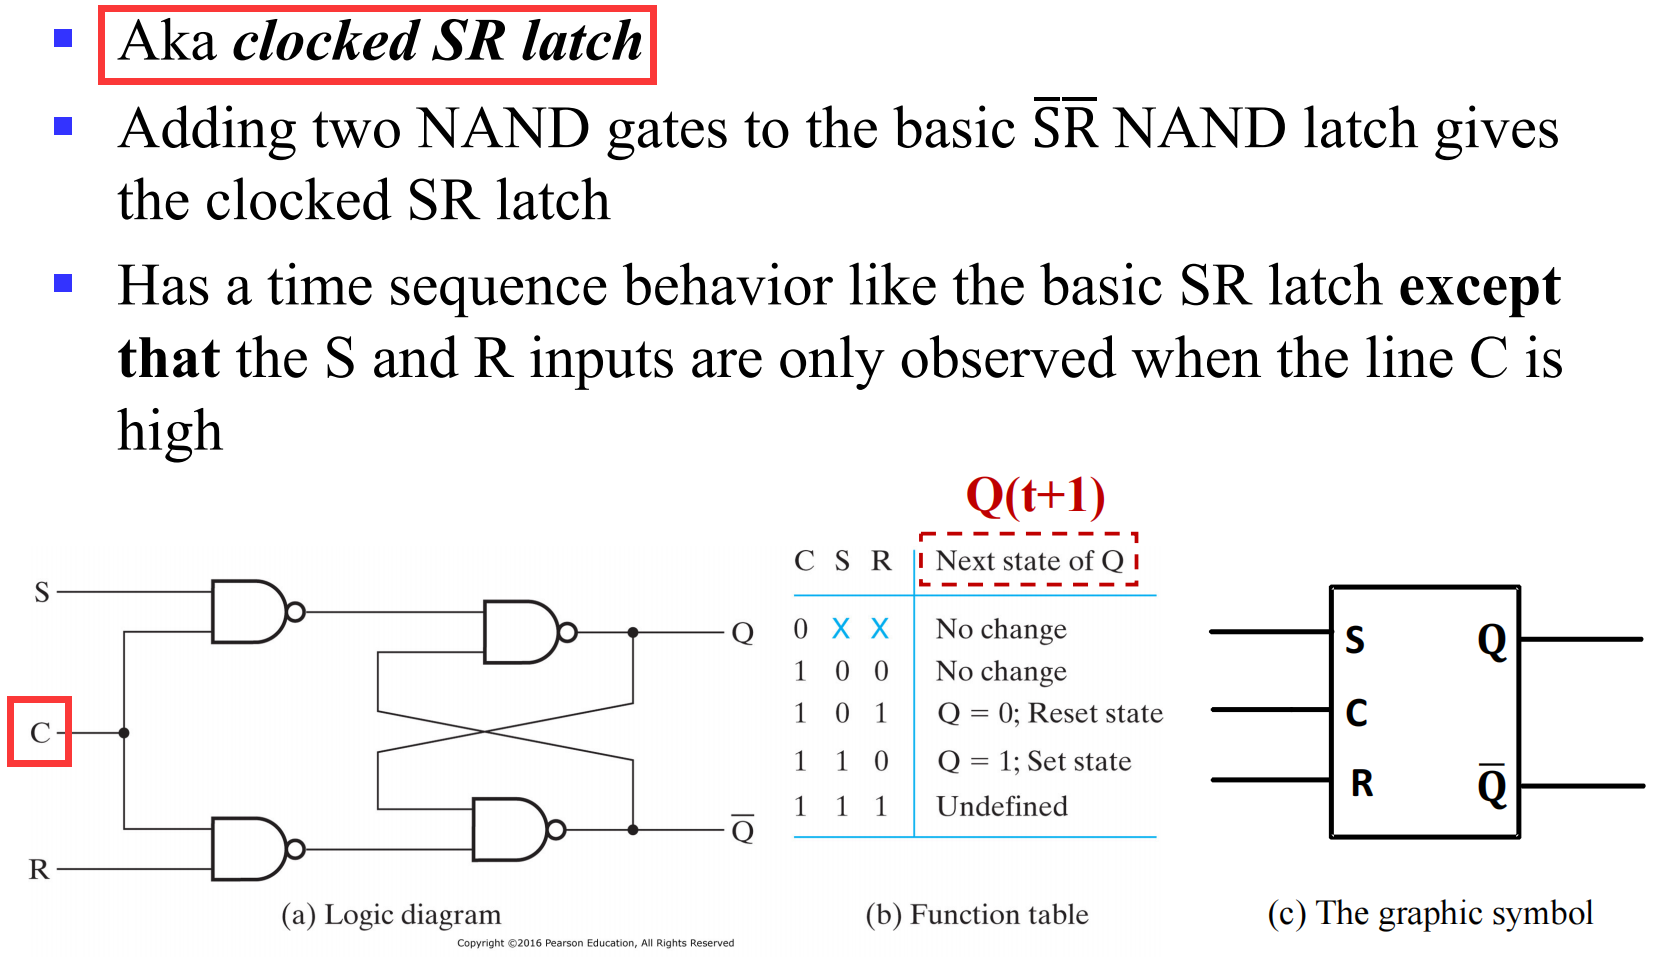 Aka clocked SR latch
Adding two NAND gates to the basic S̅R̅ NAND latch gives
the clocked SR latch
Has a time sequence behavior like the basic SR latch except
that the S and R inputs are only observed when the line C is
high
Q(t+1)
C S R Next state of Q
0 X X No change
1 0 0 No change
1 0 1 Q = 0; Reset state
1 1 0 Q = 1; Set state
1 1 1 Undefined
S
C
R
Q
Q̅
S
C
R
Q
Q̅
(a) Logic diagram
(b) Function table
(c) The graphic symbol
Copyright ©2016 Pearson Education, All Rights Reserved